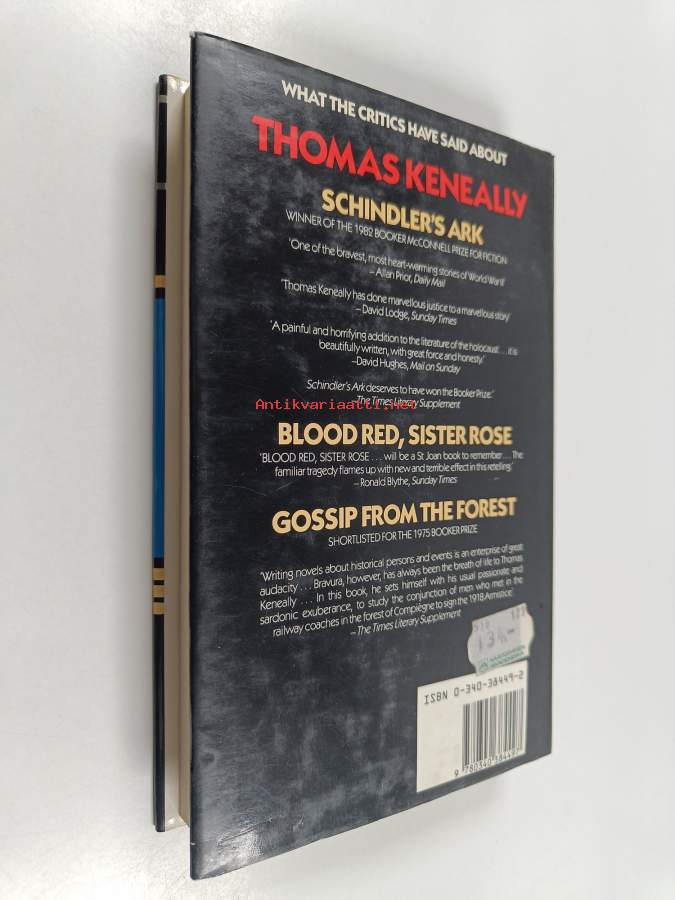 WHAT THE CRITICS HAVE SAID ABOUT
THOMAS KENEALLY
SCHINDLER'S ARK
WINNER OF THE 1982 BOOKER McCONNELL PRIZE FOR FICTION
'One of the bravest, most heart-warming stories of World War II'
– Allan Prior, Daily Mail
'Thomas Keneally has done marvellous justice to a marvellous story'
– David Lodge, Sunday Times
'A painful and horrifying addition to the literature of the holocaust . . . it is
beautifully written, with great force and honesty.'
–David Hughes, Mail on Sunday
Schindler's Ark deserves to have won the Booker Prize.'
Antikvariaatti.net
–The Times Literary Supplement
BLOOD RED, SISTER ROSE
'BLOOD RED, SISTER ROSE . . . will be a St Joan book to remember . . . The
familiar tragedy flames up with new and terrible effect in this retelling.'
– Ronald Blythe, Sunday Times
GOSSIP FROM THE FOREST
SHORTLISTED FOR THE 1975 BOOKER PRIZE
'Writing novels about historical persons and events is an enterprise of great
audacity . . . Bravura, however, has always been the breath of life to Thomas
Keneally . . . In this book, he sets himself with his usual passionate and
sardonic exuberance, to study the conjunction of men who met in the
railway coaches in the forest of Compiègne to sign the 1918 Armistice.'
–The Times Literary Supplement
ISBN 0-340-38449-2
9 780340 384497